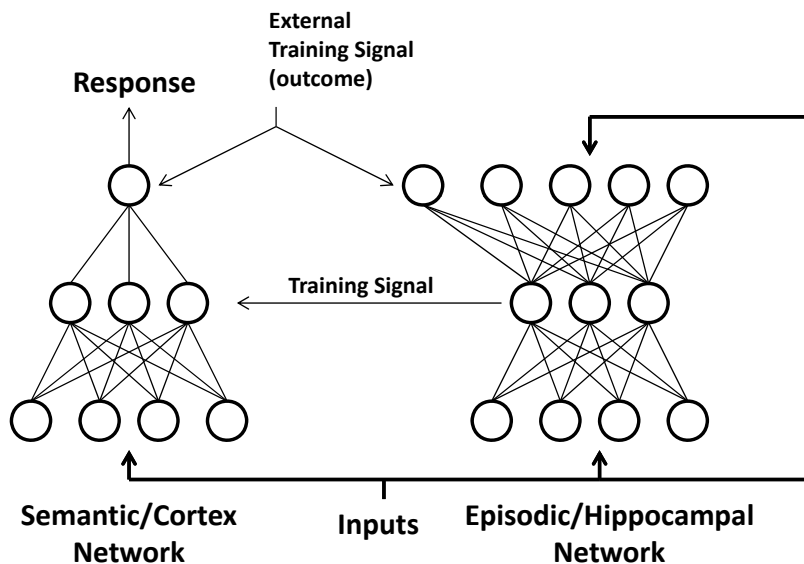 External
Training Signal
(outcome)
Response
Training Signal
Semantic/Cortex
Network
Inputs
Episodic/Hippocampal
Network